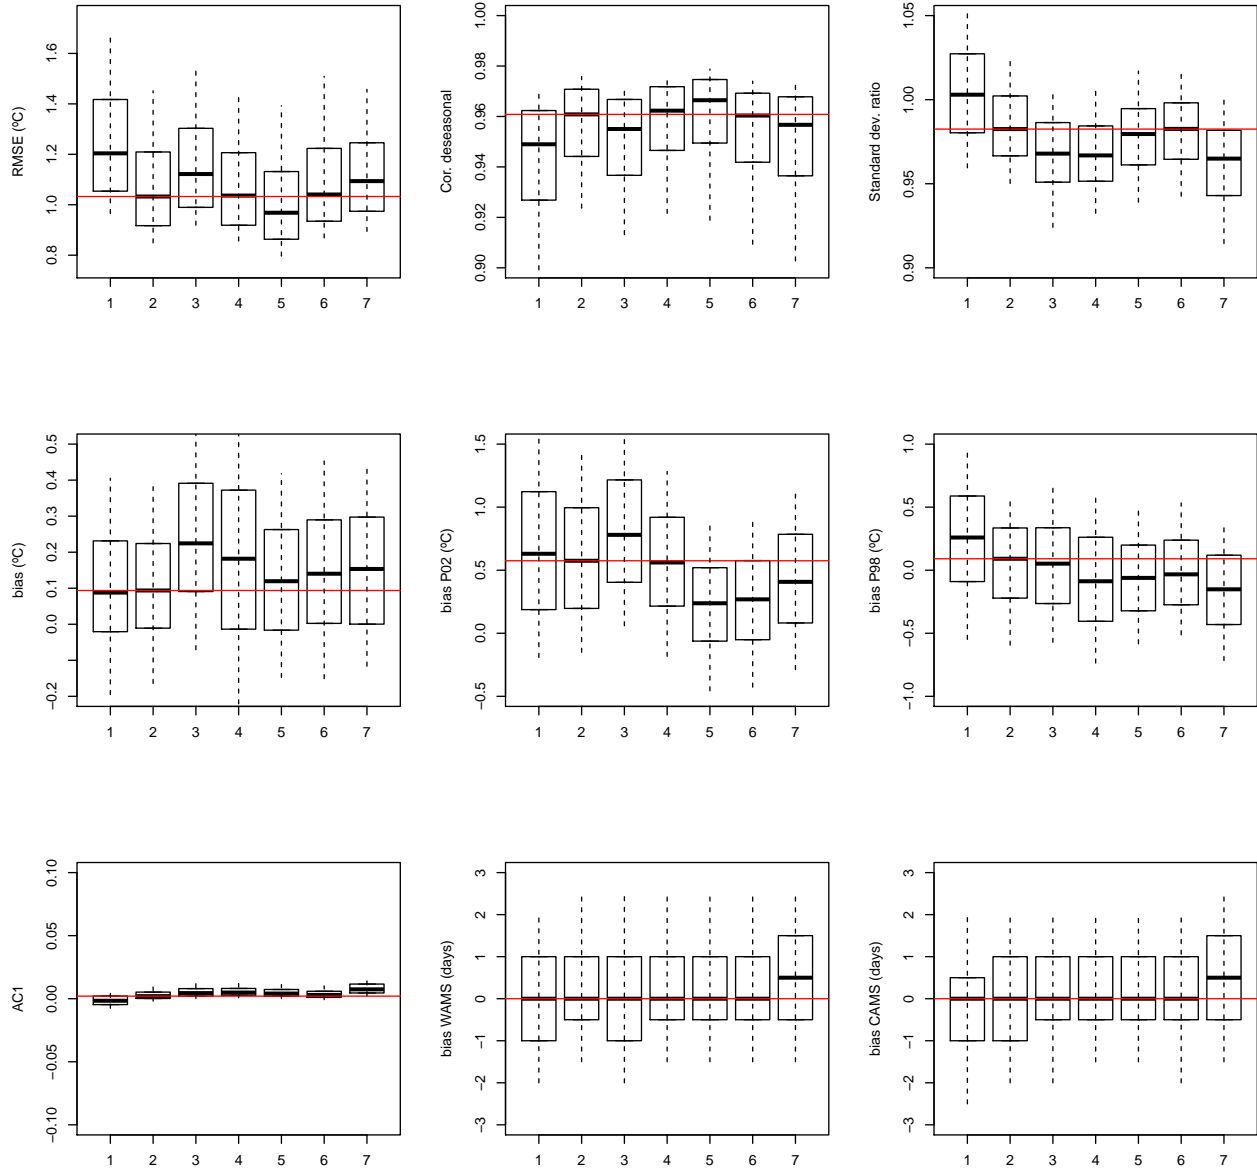 RMSE (ºC)
0.8 1.0 1.2 1.4 1.6
1 2 3 4 5 6 7
Cor. deseasonal
0.90 0.92 0.94 0.96 0.98 1.00
1 2 3 4 5 6 7
Standard dev. ratio
0.90 0.95 1.00 1.05
1 2 3 4 5 6 7
bias (ºC)
−0.2 0.0 0.1 0.2 0.3 0.4 0.5
1 2 3 4 5 6 7
bias P02 (ºC)
−0.5 0.0 0.5 1.0 1.5
1 2 3 4 5 6 7
bias P98 (ºC)
−1.0 −0.5 0.0 0.5 1.0
1 2 3 4 5 6 7
AC1
−0.10 −0.05 0.00 0.05 0.10
1 2 3 4 5 6 7
bias WAMS (days)
−3 −2 −1 0 1 2 3
1 2 3 4 5 6 7
bias CAMS (days)
−3 −2 −1 0 1 2 3
1 2 3 4 5 6 7